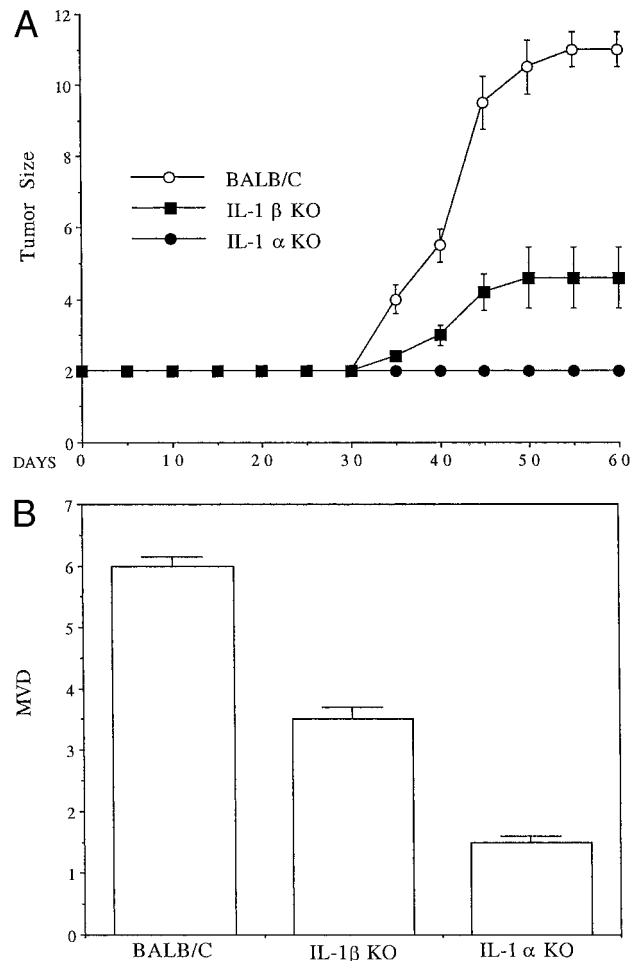 A
12
10
8
6
4
2
0
Tumor Size
BALB/C
IL-1 β KO
IL-1 α KO
DAYS
0
10
20
30
40
50
60
B
7
6
5
4
3
2
1
0
MVD
BALB/C
IL-1β KO
IL-1 α KO